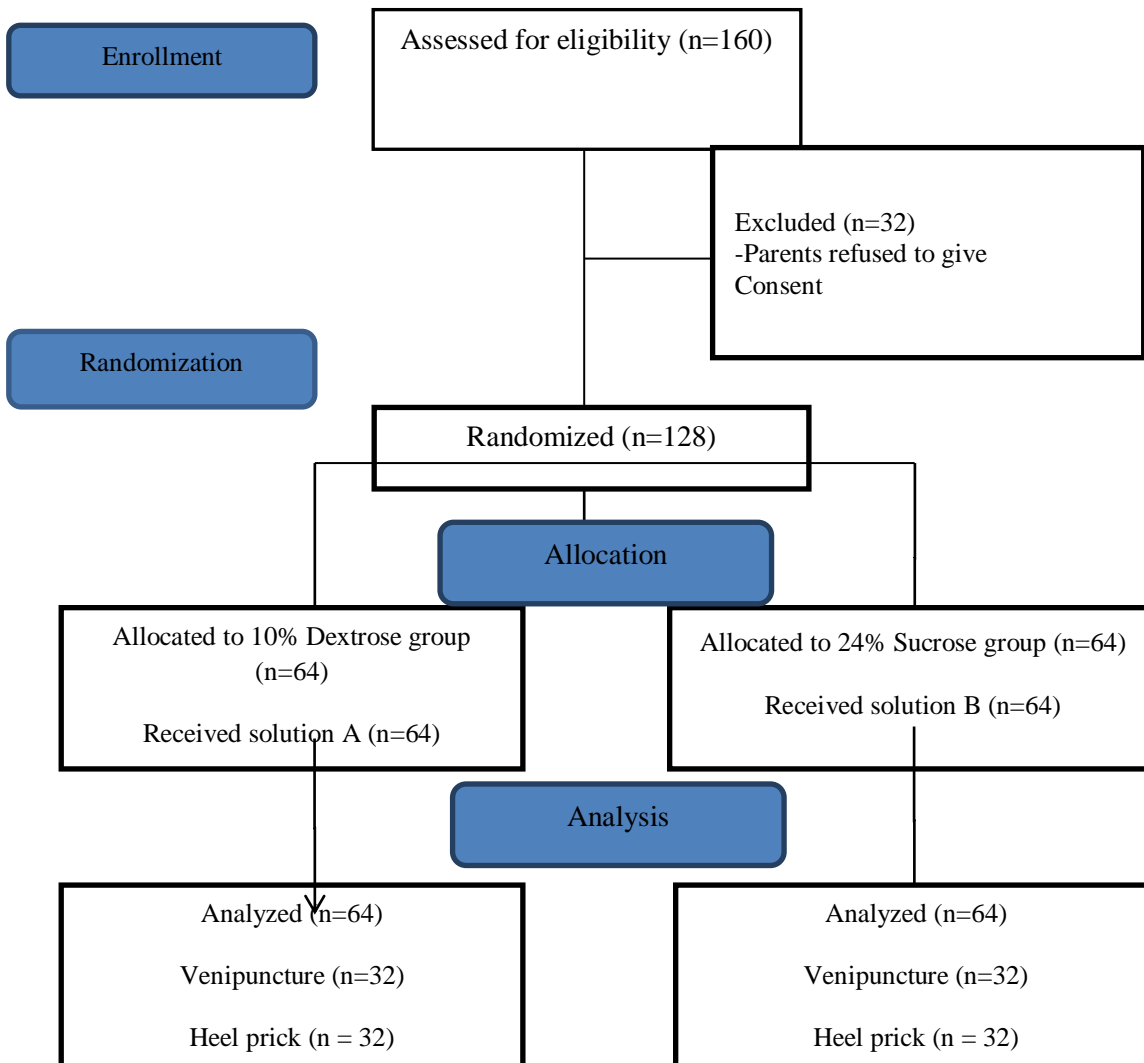 Enrollment
Assessed for eligibility (n=160)
Excluded (n=32)
-Parents refused to give
Consent
Randomization
Randomized (n=128)
Allocation
Allocated to 10% Dextrose group
(n=64)
Received solution A (n=64)
Allocated to 24% Sucrose group (n=64)
Received solution B (n=64)
Analysis
Analyzed (n=64)
Venipuncture (n=32)
Heel prick (n = 32)
Analyzed (n=64)
Venipuncture (n=32)
Heel prick (n = 32)